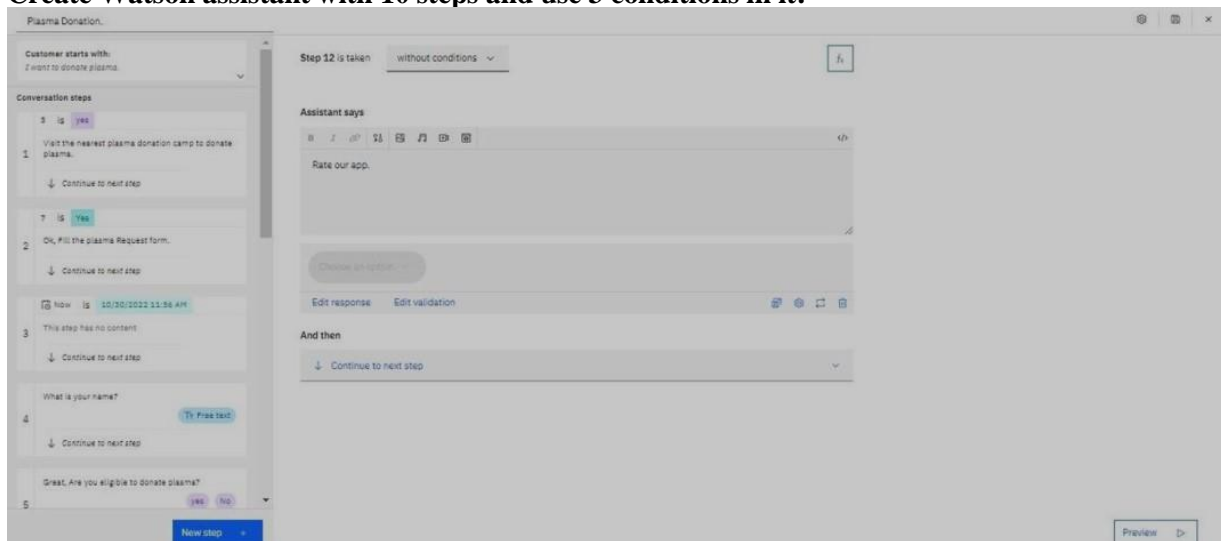 Create Watson assistant with 10 steps and use 3 conditions in it.
Plasma Donation.
Customer starts with:
I want to donate plasma.
Conversation steps
5 is yes
1 Visit the nearest plasma donation camp to donate plasma.
Continue to next step
7 is Yes
2 Ok, Fill the plasma Request form.
Continue to next step
Now is 10/30/2022 11:36 AM
3 This step has no content
Continue to next step
What is your name?
Free text
4
Continue to next step
Great, Are you eligible to donate plasma?
5 yes No
New step +
Step 12 is taken without conditions
fx
Assistant says
B I </>
Rate our app.
Choose an option
Edit response Edit validation
And then
Continue to next step
Preview